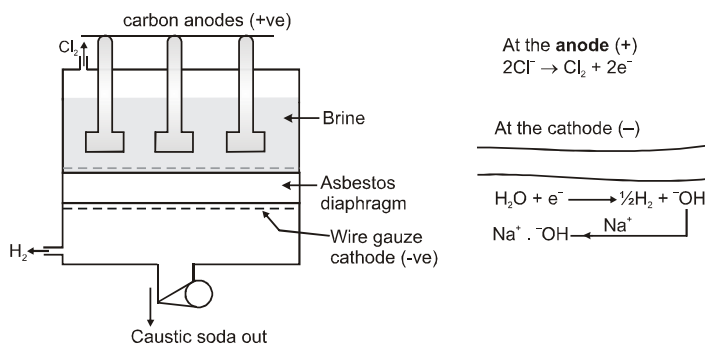 carbon anodes (+ve)
Cl₂
Brine
Asbestos
diaphragm
Wire gauze
cathode (-ve)
H₂
Caustic soda out
At the anode (+)
2Cl⁻ → Cl₂ + 2e⁻
At the cathode (–)
H₂O + e⁻ ⟶ ½H₂ + ⁻OH
Na⁺ . ⁻OH ⟵ Na⁺